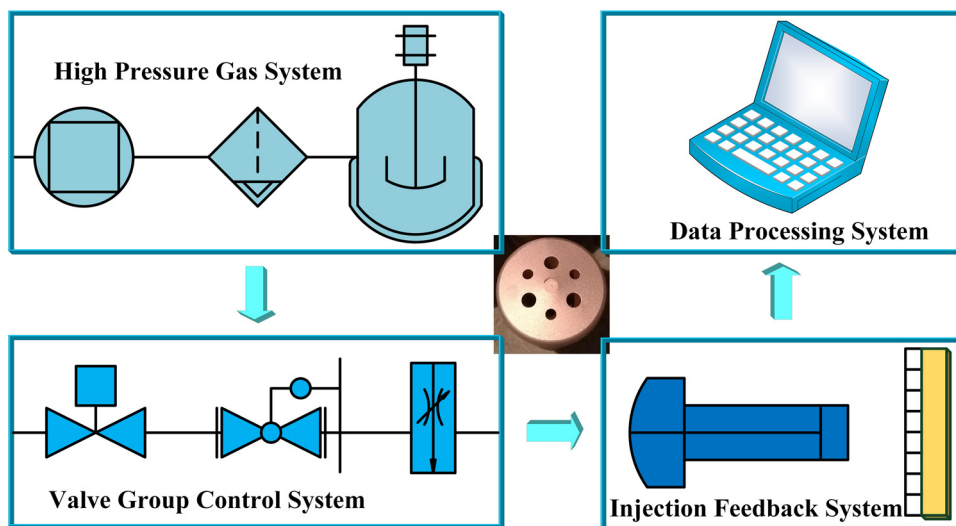 High Pressure Gas System
Data Processing System
Valve Group Control System
Injection Feedback System